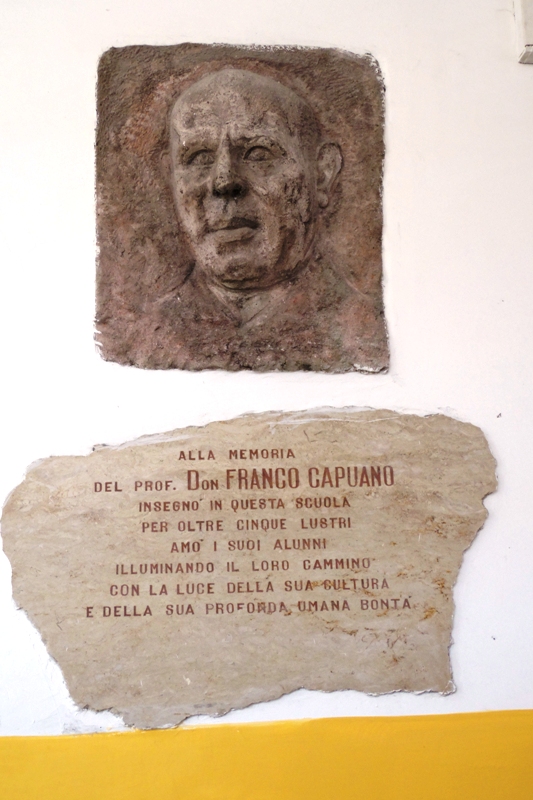 ALLA MEMORIA
DEL PROF. DON FRANCO CAPUANO
INSEGNO' IN QUESTA SCUOLA
PER OLTRE CINQUE LUSTRI
AMO' I SUOI ALUNNI
ILLUMINANDO IL LORO CAMMINO
CON LA LUCE DELLA SUA CULTURA
E DELLA SUA PROFONDA UMANA BONTA'